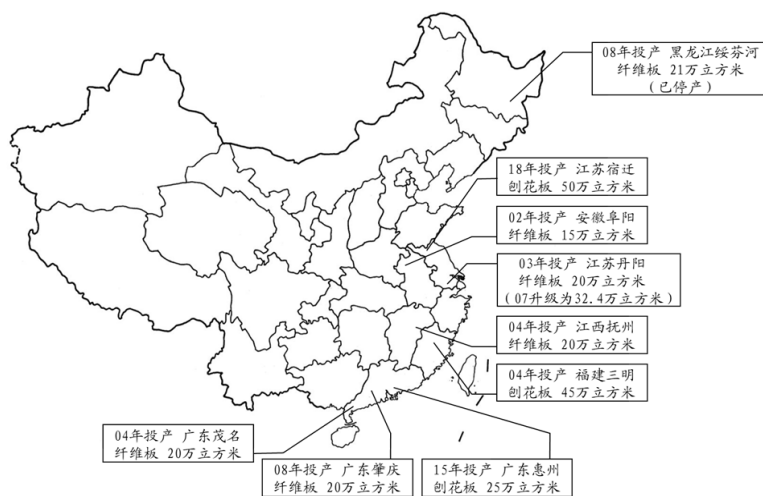 08年投产 黑龙江绥芬河
纤维板 21万立方米
(已停产)
18年投产 江苏宿迁
刨花板 50万立方米
02年投产 安徽阜阳
纤维板 15万立方米
03年投产 江苏丹阳
纤维板 20万立方米
(07升级为32.4万立方米)
04年投产 江西抚州
纤维板 20万立方米
04年投产 福建三明
刨花板 45万立方米
04年投产 广东茂名
纤维板 20万立方米
08年投产 广东肇庆
纤维板 20万立方米
15年投产 广东惠州
刨花板 25万立方米